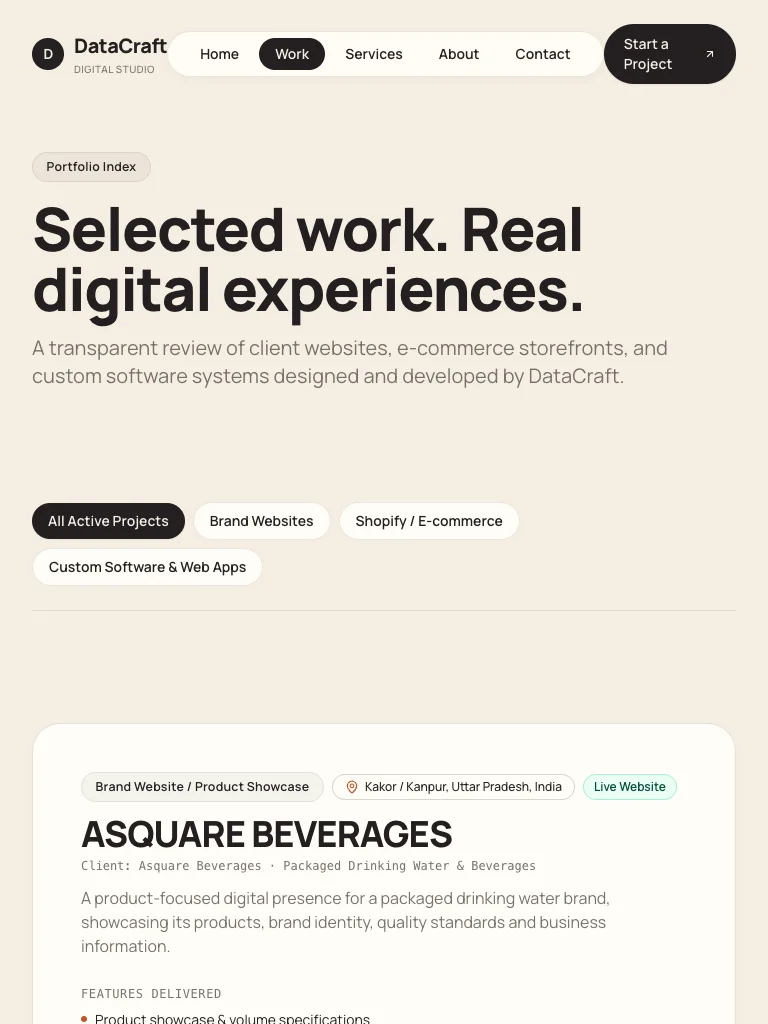 D
DataCraft
DIGITAL STUDIO
Home
Work
Services
About
Contact
Start a
Project
Portfolio Index
Selected work. Real
digital experiences.
A transparent review of client websites, e-commerce storefronts, and
custom software systems designed and developed by DataCraft.
All Active Projects
Brand Websites
Shopify / E-commerce
Custom Software & Web Apps
Brand Website / Product Showcase
Kakor / Kanpur, Uttar Pradesh, India
Live Website
ASQUARE BEVERAGES
Client: Asquare Beverages · Packaged Drinking Water & Beverages
A product-focused digital presence for a packaged drinking water brand,
showcasing its products, brand identity, quality standards and business
information.
FEATURES DELIVERED
Product showcase & volume specifications